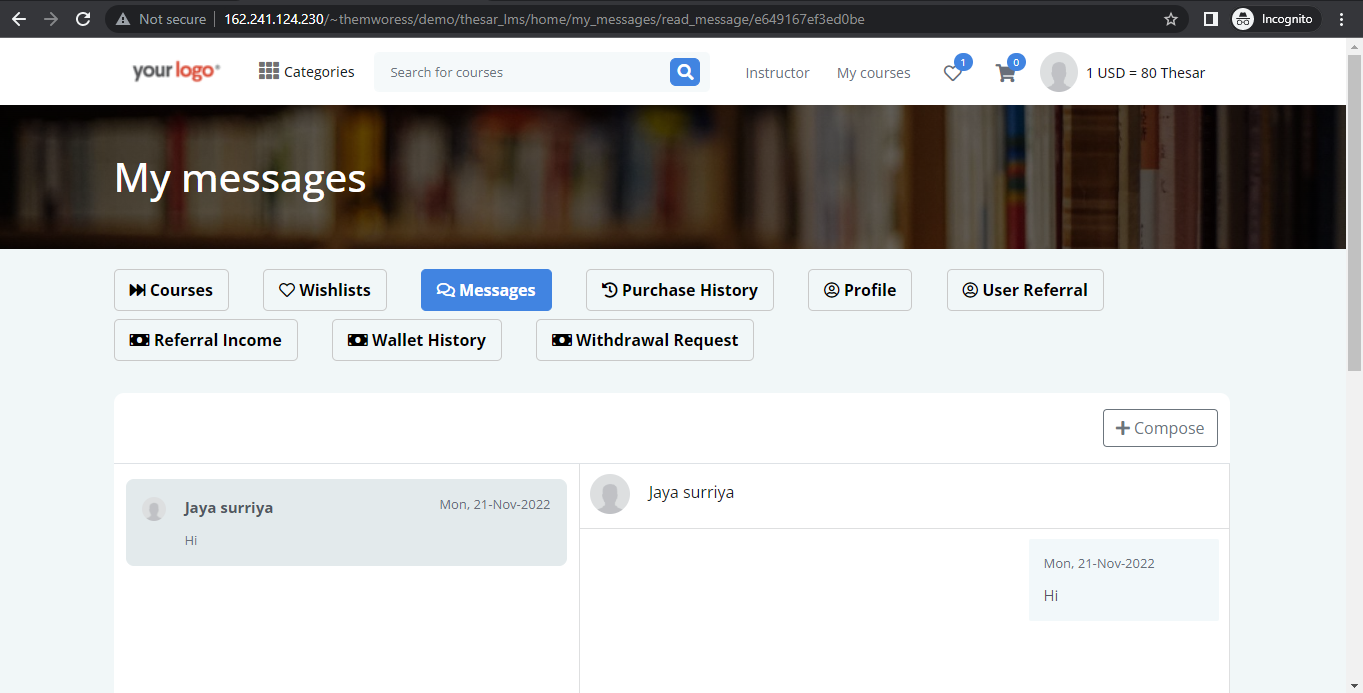 Not secure 162.241.124.230/~themworess/demo/thesar_lms/home/my_messages/read_message/e649167ef3ed0be Incognito
your logo Categories Search for courses Instructor My courses 1 0 1 USD = 80 Thesar
My messages
Courses Wishlists Messages Purchase History Profile User Referral
Referral Income Wallet History Withdrawal Request
Compose
Jaya surriya Mon, 21-Nov-2022
Hi
Jaya surriya
Mon, 21-Nov-2022
Hi